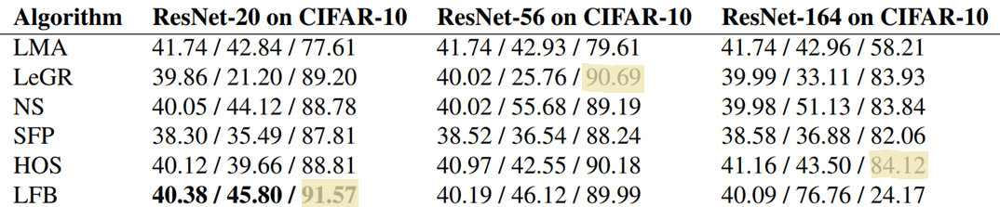 Algorithm ResNet-20 on CIFAR-10 ResNet-56 on CIFAR-10 ResNet-164 on CIFAR-10
LMA 41.74 / 42.84 / 77.61 41.74 / 42.93 / 79.61 41.74 / 42.96 / 58.21
LeGR 39.86 / 21.20 / 89.20 40.02 / 25.76 / 90.69 39.99 / 33.11 / 83.93
NS 40.05 / 44.12 / 88.78 40.02 / 55.68 / 89.19 39.98 / 51.13 / 83.84
SFP 38.30 / 35.49 / 87.81 38.52 / 36.54 / 88.24 38.58 / 36.88 / 82.06
HOS 40.12 / 39.66 / 88.81 40.97 / 42.55 / 90.18 41.16 / 43.50 / 84.12
LFB 40.38 / 45.80 / 91.57 40.19 / 46.12 / 89.99 40.09 / 76.76 / 24.17